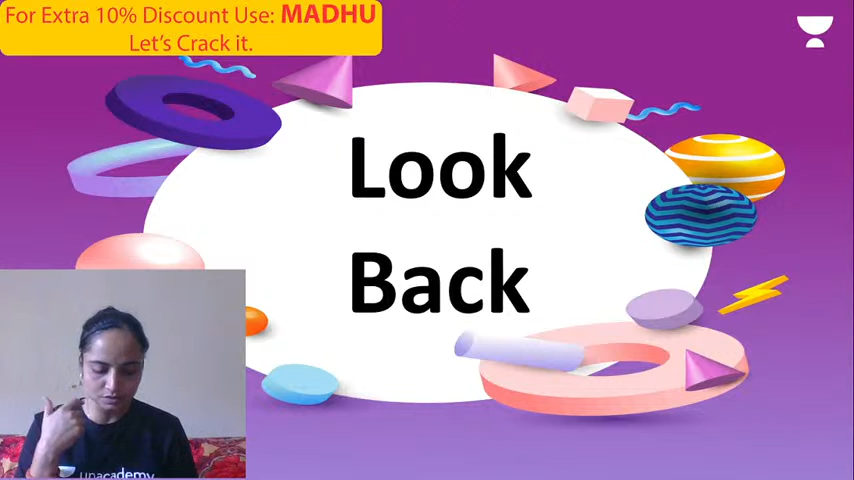 For Extra 10% Discount Use: MADHU
Let's Crack it.
Look
Back
unacademy